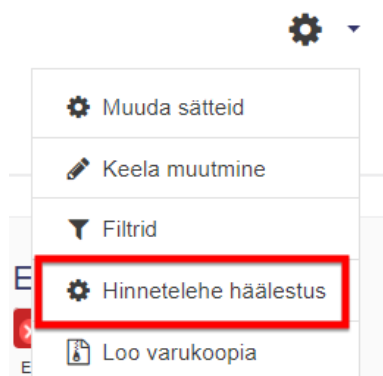 Muuda sätteid
Keela muutmine
Filtrid
E
Hinnetelehe häälestus
Loo varukoopia
E